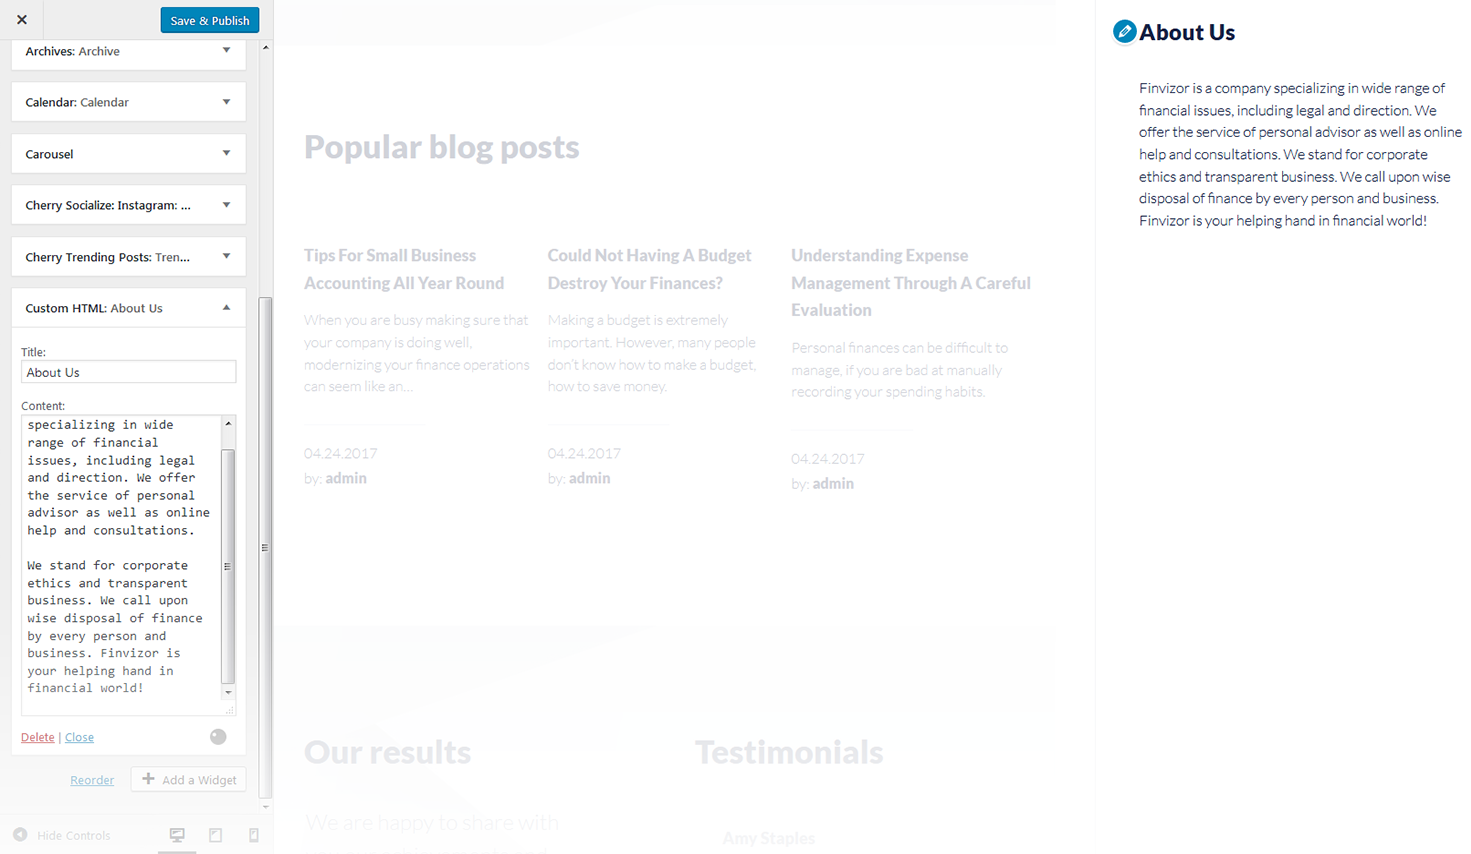 Save & Publish
Archives: Archive
Calendar: Calendar
Carousel
Cherry Socialize: Instagram: ...
Cherry Trending Posts: Tren...
Custom HTML: About Us
Title:
About Us
Content:
specializing in wide
range of financial
issues, including legal
and direction. We offer
the service of personal
advisor as well as online
help and consultations.
We stand for corporate
ethics and transparent
business. We call upon
wise disposal of finance
by every person and
business. Finvizor is
your helping hand in
financial world!
Delete | Close
Reorder
Add a Widget
Hide Controls
Popular blog posts
Tips For Small Business
Accounting All Year Round
When you are busy making sure that
your company is doing well,
modernizing your finance operations
can seem like an...
04.24.2017
by: admin
Could Not Having A Budget
Destroy Your Finances?
Making a budget is extremely
important. However, many people
don't know how to make a budget,
how to save money.
04.24.2017
by: admin
Understanding Expense
Management Through A Careful
Evaluation
Personal finances can be difficult to
manage, if you are bad at manually
recording your spending habits.
04.24.2017
by: admin
Our results
We are happy to share with
Testimonials
Amy Staples
About Us
Finvizor is a company specializing in wide range of
financial issues, including legal and direction. We
offer the service of personal advisor as well as online
help and consultations. We stand for corporate
ethics and transparent business. We call upon wise
disposal of finance by every person and business.
Finvizor is your helping hand in financial world!